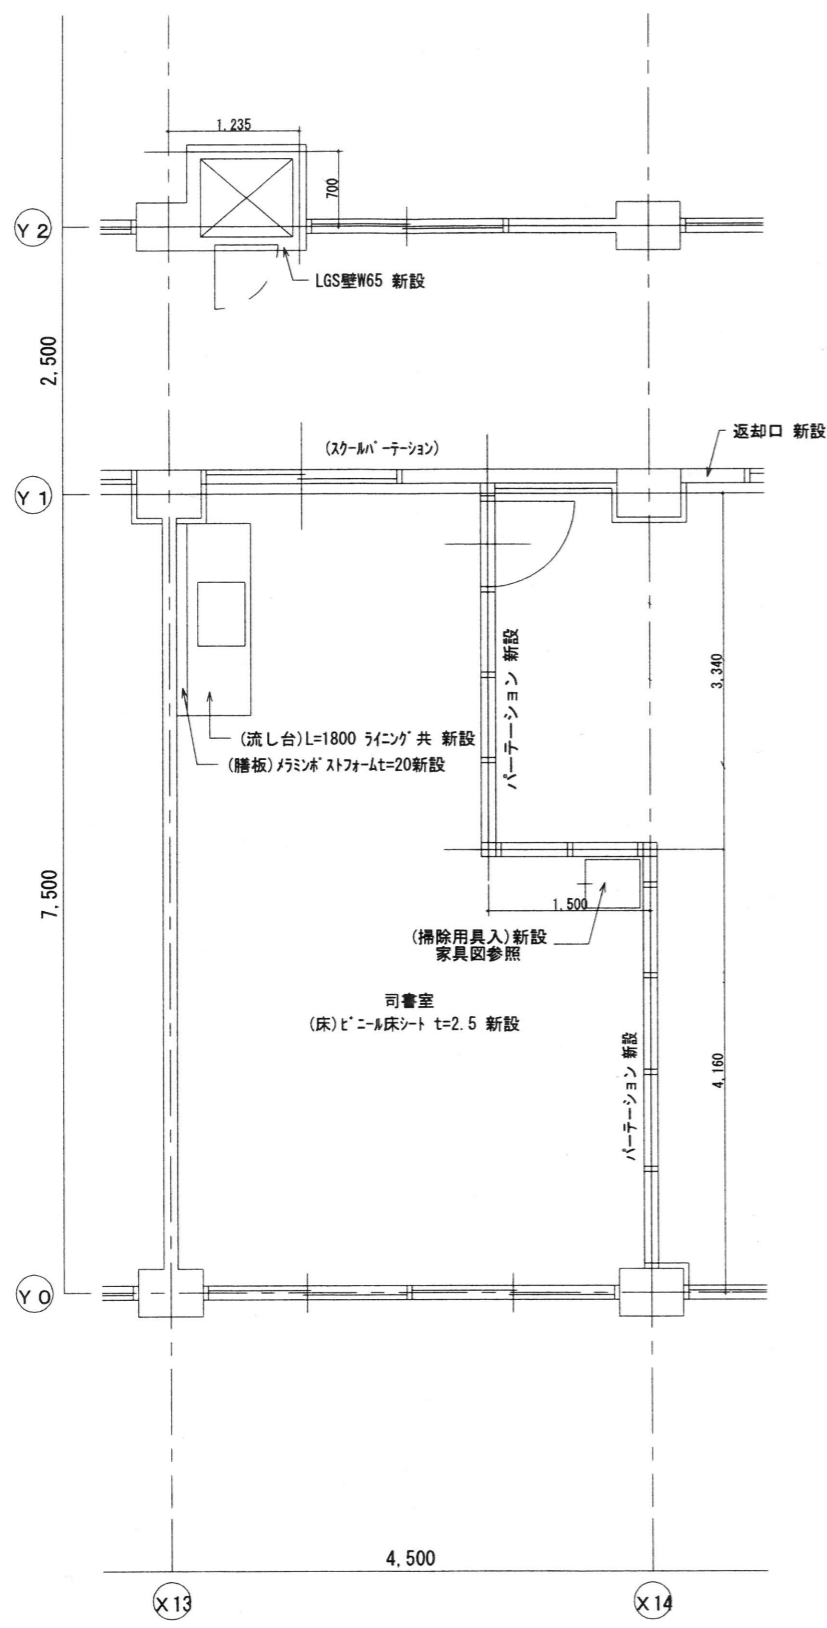 1,235
700
Y2
LGS壁W65 新設
2,500
(スクールパーテーション)
返却口 新設
Y1
パーテーション 新設
3,340
(流し台)L=1800 ライニング共 新設
(膳板)メラミンポストフォームt=20新設
7,500
1,500
(掃除用具入)新設
家具図参照
司書室
(床)ビニール床シート t=2.5 新設
パーテーション 新設
4,160
Y0
4,500
X13
X14